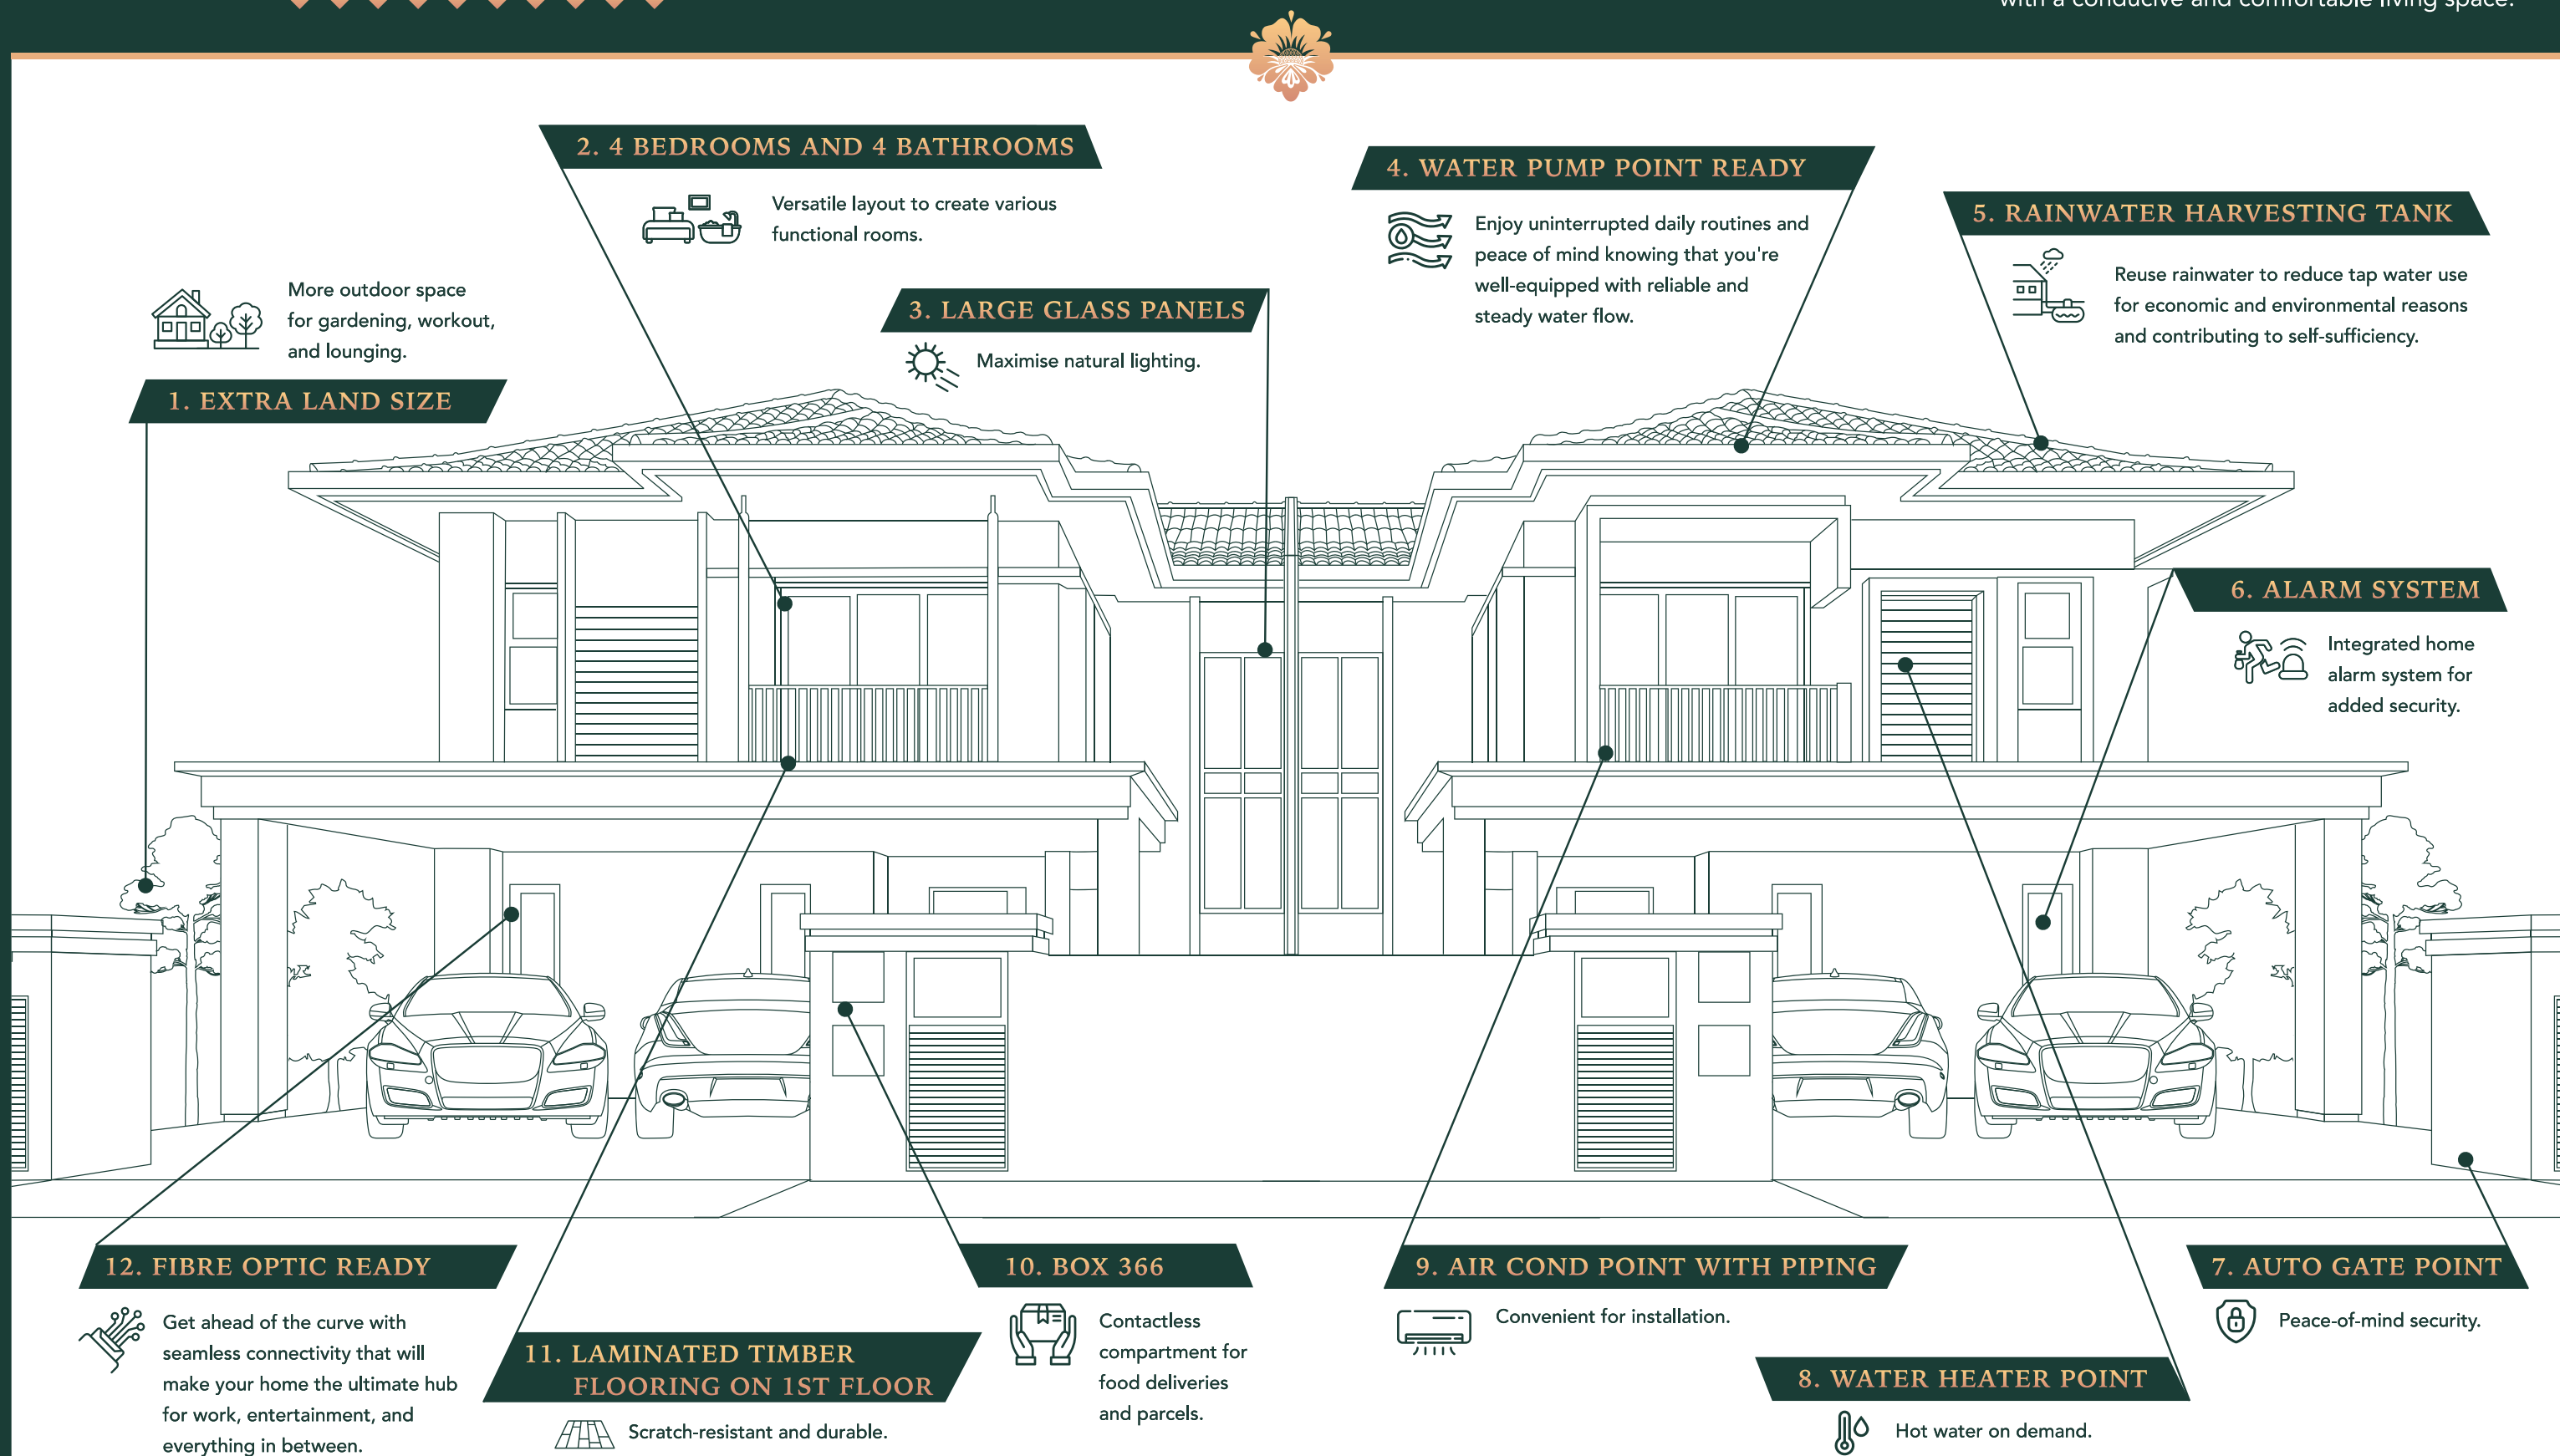 with a conducive and comfortable living space.
2. 4 BEDROOMS AND 4 BATHROOMS
Versatile layout to create various
functional rooms.
4. WATER PUMP POINT READY
Enjoy uninterrupted daily routines and
peace of mind knowing that you're
well-equipped with reliable and
steady water flow.
5. RAINWATER HARVESTING TANK
Reuse rainwater to reduce tap water use
for economic and environmental reasons
and contributing to self-sufficiency.
More outdoor space
for gardening, workout,
and lounging.
1. EXTRA LAND SIZE
3. LARGE GLASS PANELS
Maximise natural lighting.
6. ALARM SYSTEM
Integrated home
alarm system for
added security.
12. FIBRE OPTIC READY
Get ahead of the curve with
seamless connectivity that will
make your home the ultimate hub
for work, entertainment, and
everything in between.
11. LAMINATED TIMBER
FLOORING ON 1ST FLOOR
Scratch-resistant and durable.
10. BOX 366
Contactless
compartment for
food deliveries
and parcels.
9. AIR COND POINT WITH PIPING
Convenient for installation.
8. WATER HEATER POINT
Hot water on demand.
7. AUTO GATE POINT
Peace-of-mind security.